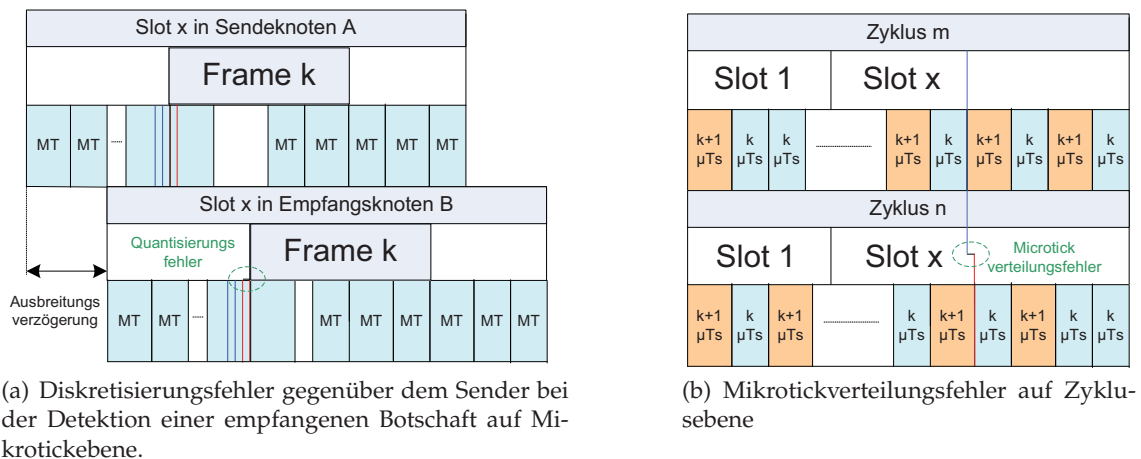 Slot x in Sendeknoten A
Frame k
MT MT MT MT MT MT MT
Slot x in Empfangsknoten B
Quantisierungs
fehler
Frame k
Ausbreitungs
verzögerung
MT MT MT MT MT MT MT MT
(a) Diskretisierungsfehler gegenüber dem Sender bei
der Detektion einer empfangenen Botschaft auf Mi-
krotickebene.
Zyklus m
Slot 1 Slot x
k+1 k k k+1 k k+1 k k+1 k
µTs µTs µTs µTs µTs µTs µTs µTs µTs
Zyklus n
Slot 1 Slot x
Microtick
verteilungsfehler
k+1 k k+1 k k+1 k k+1 k k
µTs µTs µTs µTs µTs µTs µTs µTs µTs
(b) Mikrotickverteilungsfehler auf Zyklu-
sebene